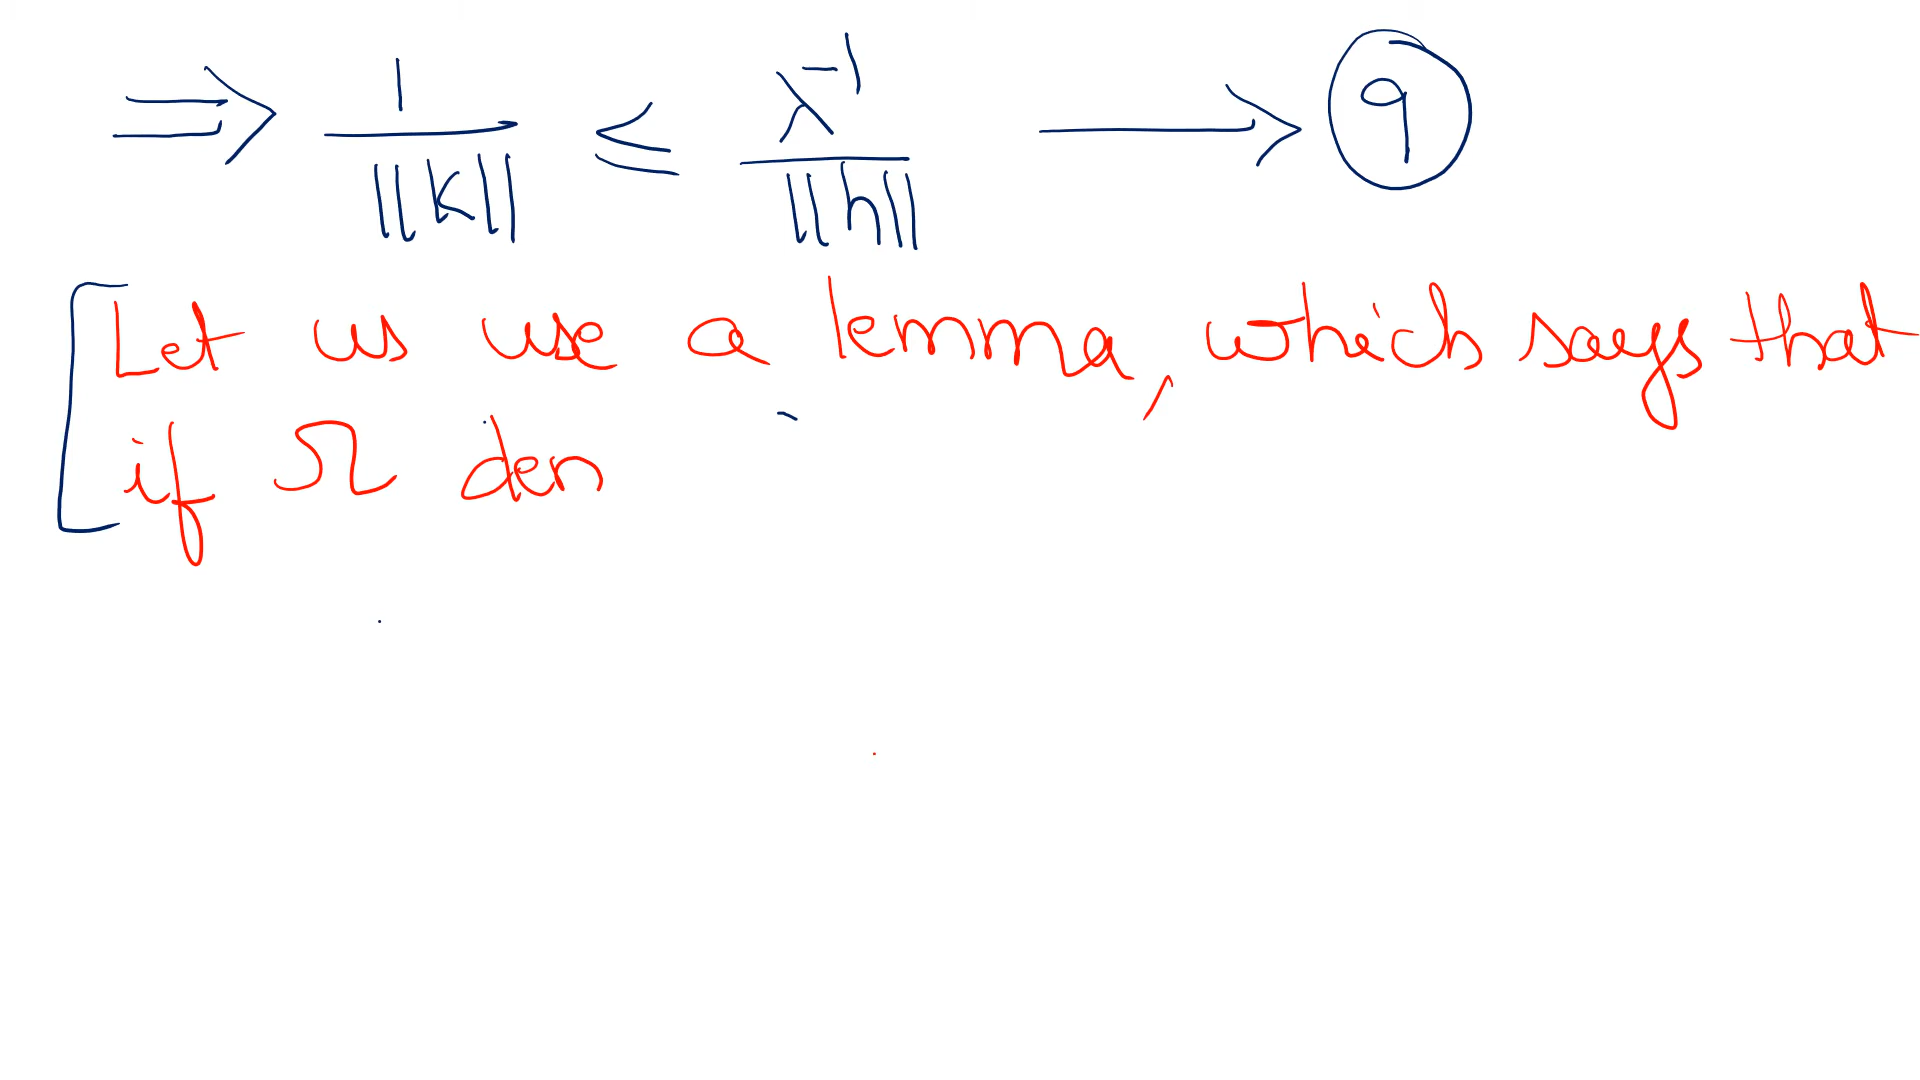 ⇒ 1/||k|| ≤ λ⁻¹/||h|| → 9
Let us use a lemma, which says that
if Ω den